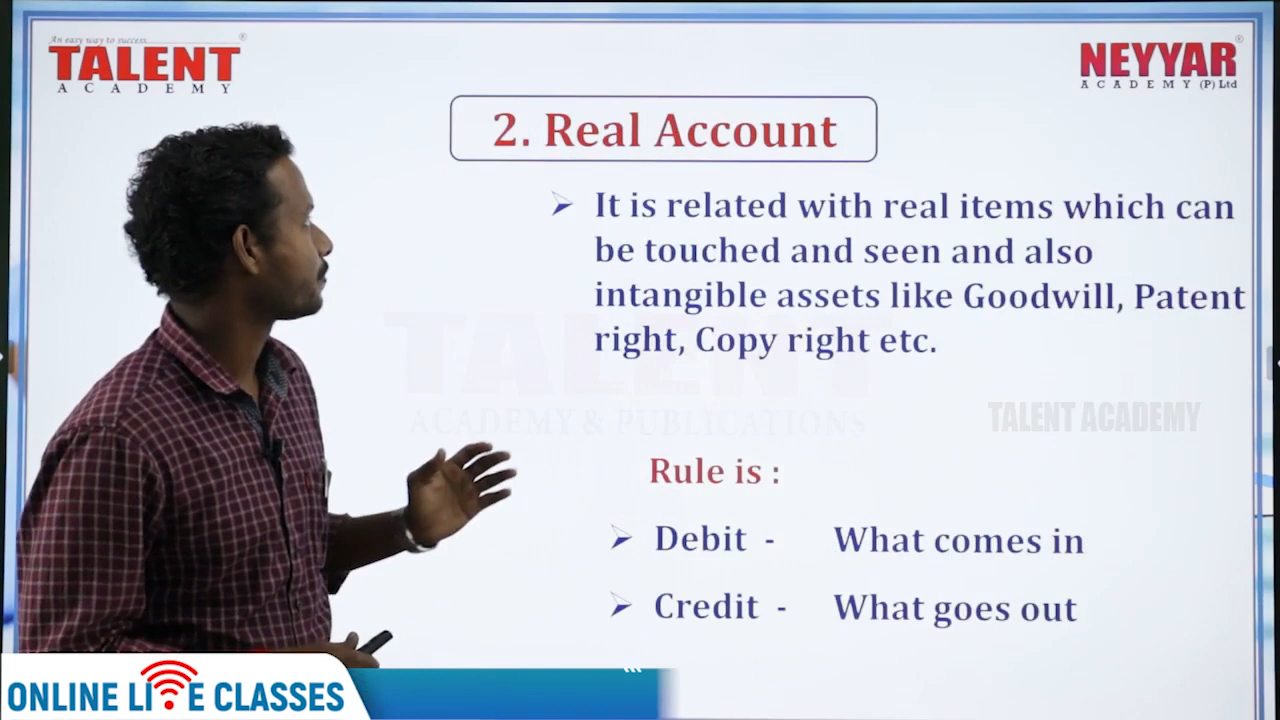 An easy way to success
TALENT
ACADEMY
NEYYAR
ACADEMY (P) Ltd
2. Real Account
It is related with real items which can
be touched and seen and also
intangible assets like Goodwill, Patent
right, Copy right etc.
TALENT
ACADEMY & PUBLICATIONS
TALENT ACADEMY
Rule is :
Debit - What comes in
Credit - What goes out
ONLINE LIVE CLASSES